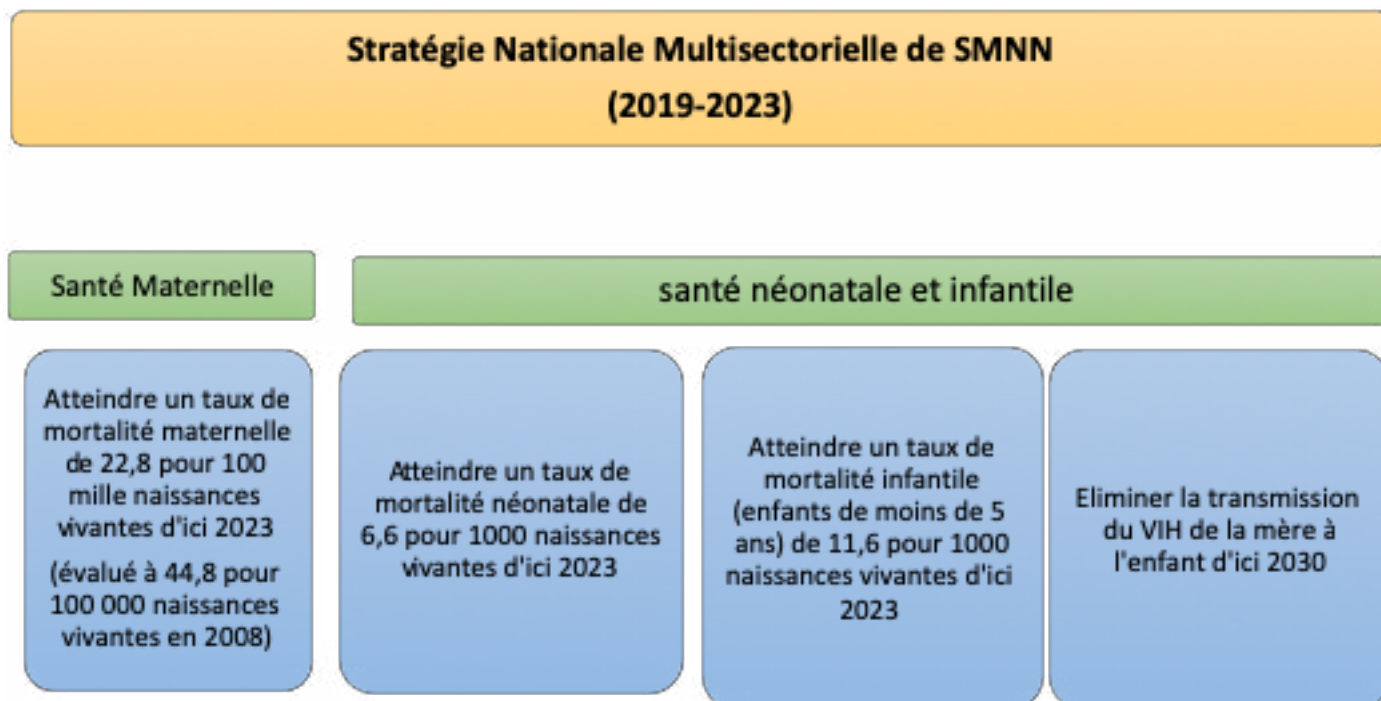 Stratégie Nationale Multisectorielle de SMNN
(2019-2023)
Santé Maternelle
santé néonatale et infantile
Atteindre un taux de
mortalité maternelle
de 22,8 pour 100
mille naissances
vivantes d'ici 2023
(évalué à 44,8 pour
100 000 naissances
vivantes en 2008)
Atteindre un taux de
mortalité néonatale de
6,6 pour 1000 naissances
vivantes d'ici 2023
Atteindre un taux de
mortalité infantile
(enfants de moins de 5
ans) de 11,6 pour 1000
naissances vivantes d'ici
2023
Eliminer la transmission
du VIH de la mère à
l'enfant d'ici 2030